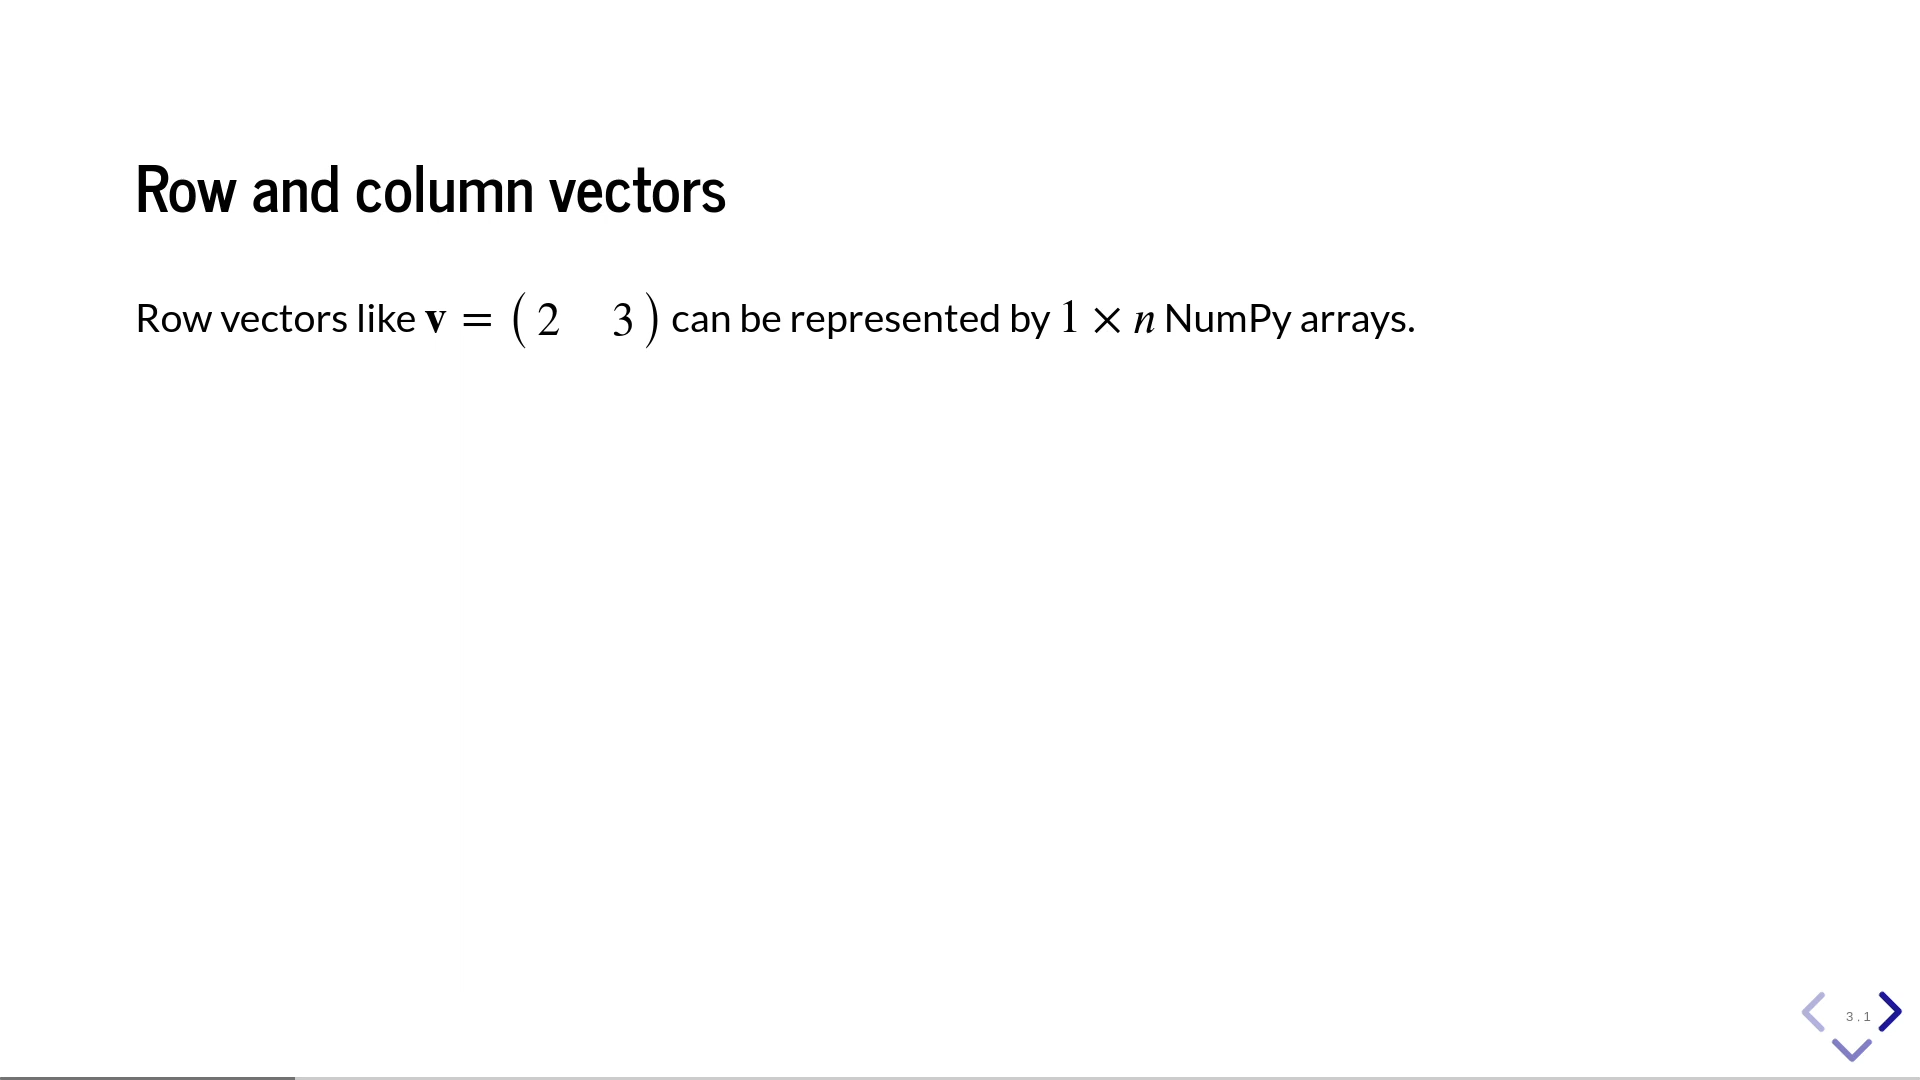 Row and column vectors
Row vectors like v = ( 2 3 ) can be represented by 1 × n NumPy arrays.
3 . 1